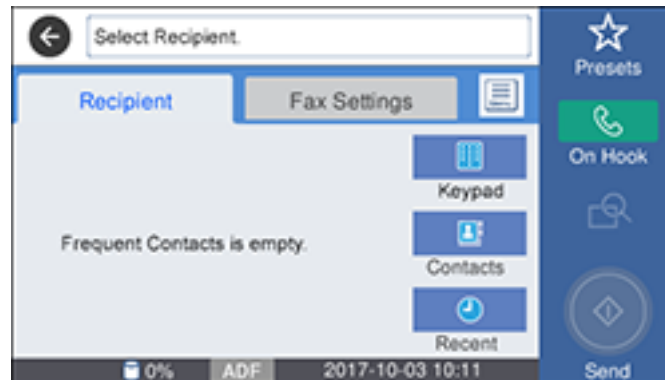 Select Recipient.
Presets
Recipient
Fax Settings
On Hook
Keypad
Frequent Contacts is empty.
Contacts
Recent
0%
ADF
2017-10-03 10:11
Send